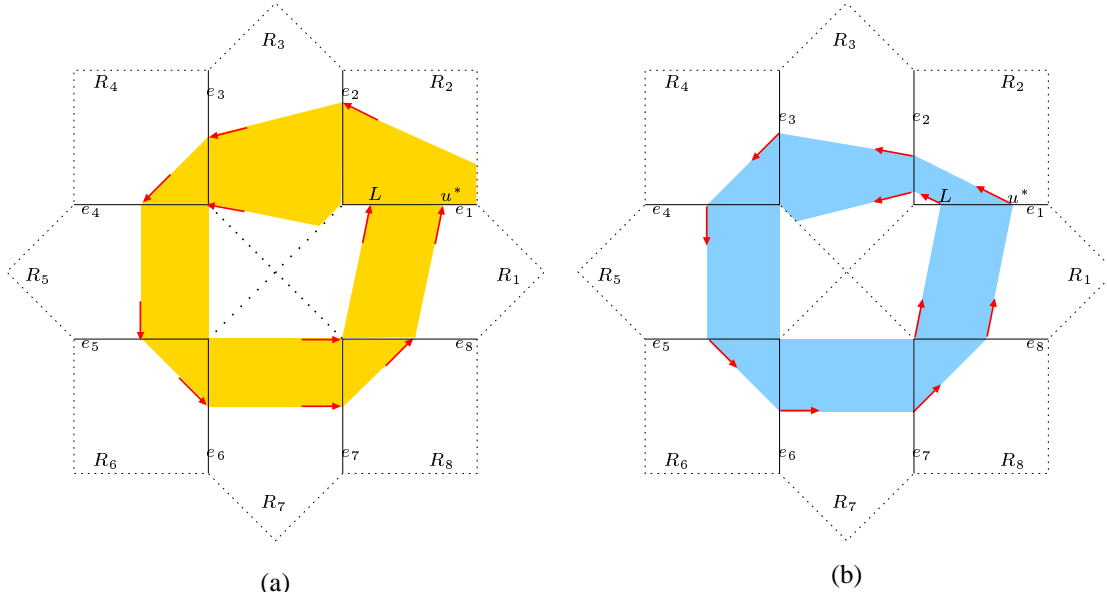 R₃
R₄
R₂
e₃
e₂
L
u*
e₄
e₁
R₅
R₁
e₅
e₈
e₆
e₇
R₆
R₈
R₇
(a)
R₃
R₄
R₂
e₃
e₂
L
u*
e₄
e₁
R₅
R₁
e₅
e₈
e₆
e₇
R₆
R₈
R₇
(b)